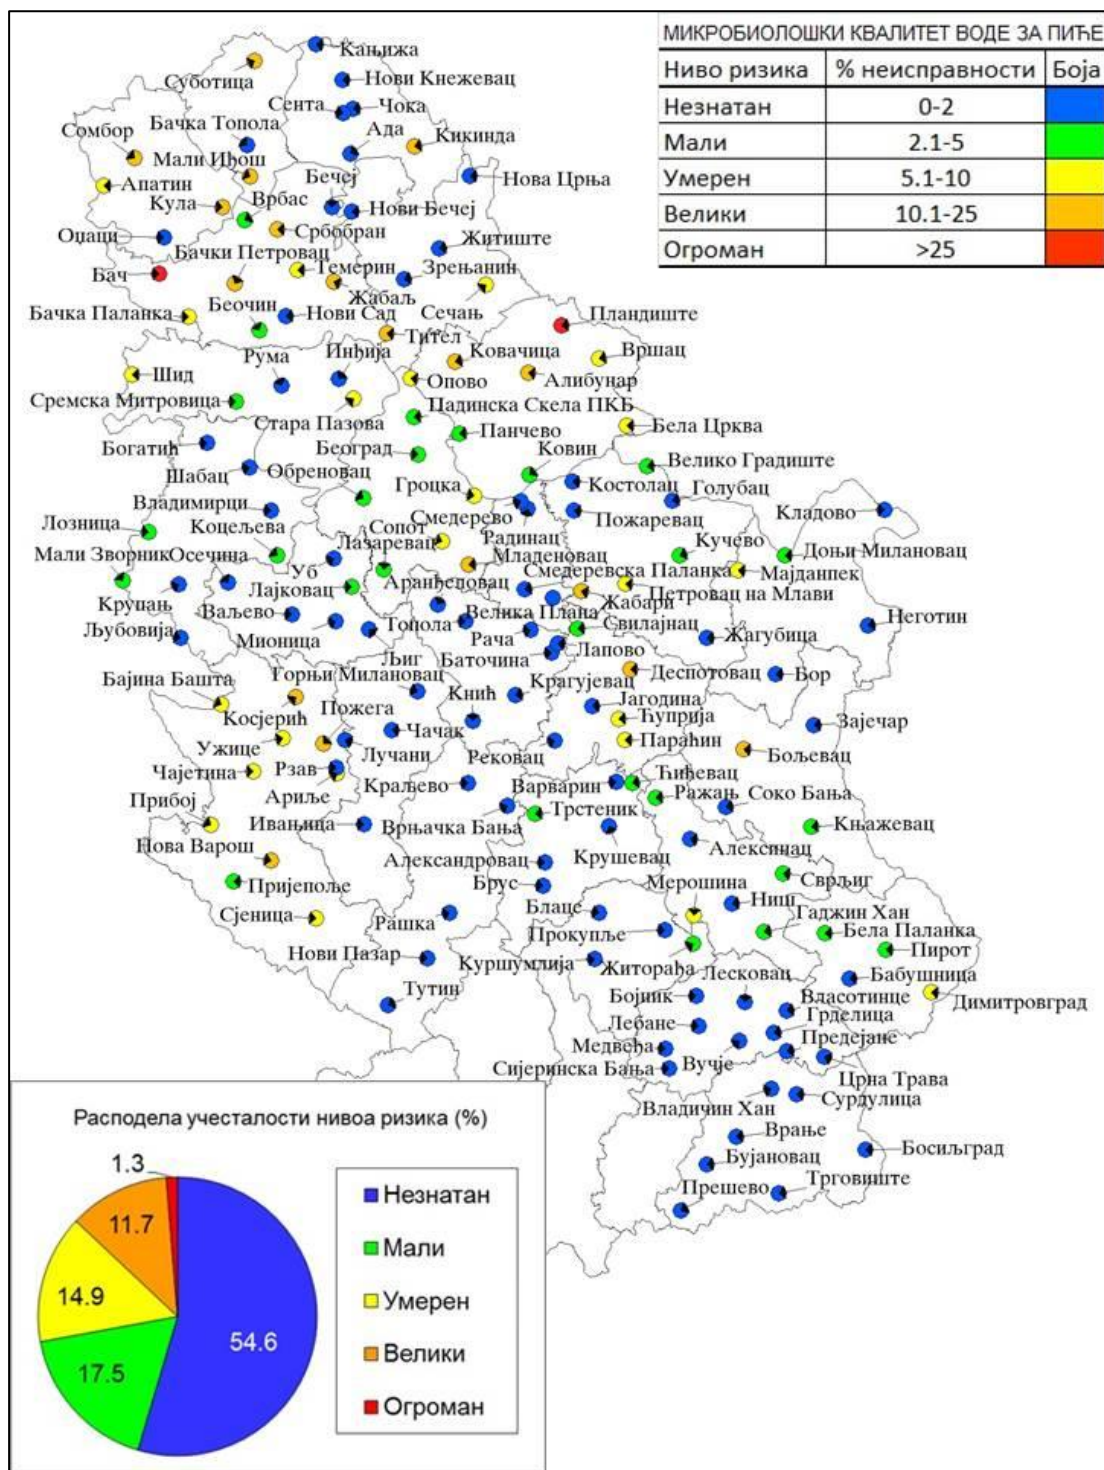 МИКРОБИОЛОШКИ КВАЛИТЕТ ВОДЕ ЗА ПИЋЕ
Ниво ризика % неисправности Боја
Незнатан 0-2
Мали 2.1-5
Умерен 5.1-10
Велики 10.1-25
Огроман >25
Кањижа
Суботица
Нови Кнежевац
Сента
Чока
Сомбор
Бачка Топола
Ада
Кикинда
Мали Иђош
Апатин
Бечеј
Нова Црња
Кула
Врбас
Нови Бечеј
Оџаци
Србобран
Житиште
Бачки Петровац
Бач
Темерин
Зрењанин
Жабаљ
Беочин
Бачка Паланка
Нови Сад
Сечањ
Пландиште
Тител
Ковачица
Вршац
Рума
Инђија
Шид
Опово
Алибунар
Сремска Митровица
Стара Пазова
Падинска Скела ПКБ
Панчево
Бела Црква
Богатић
Београд
Ковин
Велико Градиште
Шабац
Обреновац
Гроцка
Костолац
Голубац
Владимирци
Смедерево
Пожаревац
Кладово
Лозница
Коцељева
Сопот
Радинац
Кучево
Доњи Милановац
Мали Зворник
Осечина
Лазаревац
Младеновац
Уб
Аранђеловац
Смедеревска Паланка
Мајданпек
Крупањ
Лајковац
Жабари
Петровац на Млави
Ваљево
Велика Плана
Неготин
Љубовија
Мионица
Топола
Свилајнац
Рача
Жагубица
Љиг
Баточина
Лапово
Бајина Башта
Горњи Милановац
Деспотовац
Бор
Косјерић
Кнић
Крагујевац
Пожега
Јагодина
Ћуприја
Зајечар
Ужице
Чачак
Лучани
Рековац
Параћин
Бољевац
Чајетина
Рзав
Ћићевац
Ариље
Краљево
Варварин
Ражањ
Соко Бања
Прибој
Ивањица
Врњачка Бања
Трстеник
Књажевац
Нова Варош
Александровац
Крушевац
Алексинац
Пријепоље
Брус
Мерошина
Сврљиг
Сјеница
Рашка
Блаце
Ниш
Гаџин Хан
Прокупље
Бела Паланка
Нови Пазар
Куршумлија
Житорађа
Пирот
Лесковац
Бабушница
Тутин
Бојник
Власотинце
Димитровград
Лебане
Грделица
Медвеђа
Предејане
Сијеринска Бања
Вучје
Црна Трава
Владичин Хан
Сурдулица
Врање
Босиљград
Бујановац
Прешево
Трговиште
Расподела учесталости нивоа ризика (%)
1.3
11.7
14.9
17.5
54.6
Незнатан
Мали
Умерен
Велики
Огроман